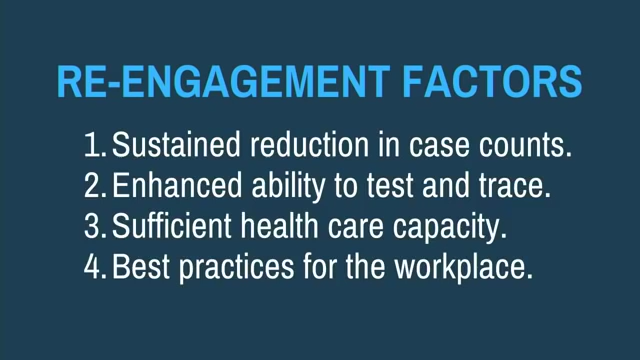 RE-ENGAGEMENT FACTORS
1. Sustained reduction in case counts.
2. Enhanced ability to test and trace.
3. Sufficient health care capacity.
4. Best practices for the workplace.